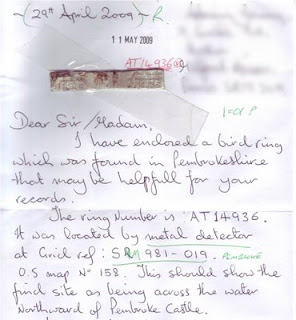 (29th April 2009) R.
11 MAY 2009
AT14936
Dear Sir/Madam,
I have enclosed a bird ring
which was found in Pembrokeshire
that may be helpfull for your
records.
The ring Number is AT14936.
It was located by metal detector
at Grid ref: SM 981-019. PEMBROKE
O.S map No 158. This should show the
find site as being across the water
Northward of Pembroke Castle.